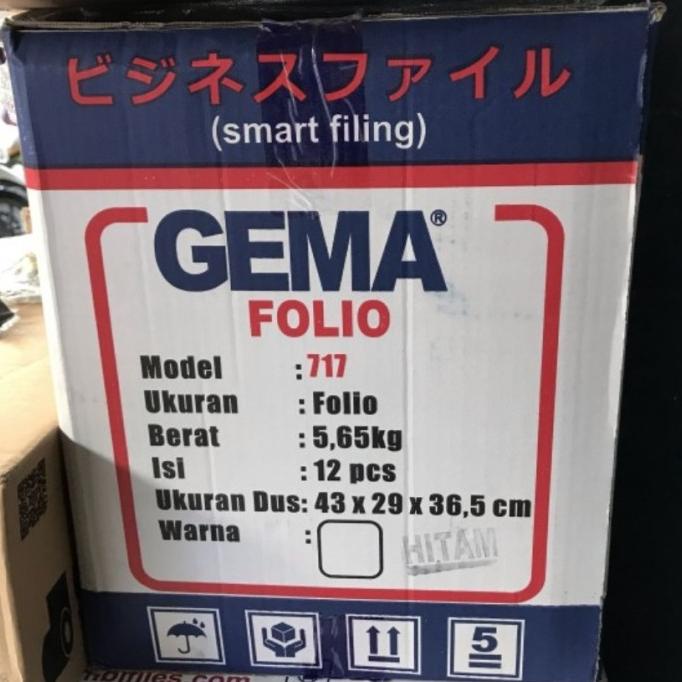 ビジネスファイル
(smart filing)
GEMA®
FOLIO
Model : 717
Ukuran : Folio
Berat : 5,65kg
Isi : 12 pcs
Ukuran Dus: 43 x 29 x 36,5 cm
Warna : HITAM
5